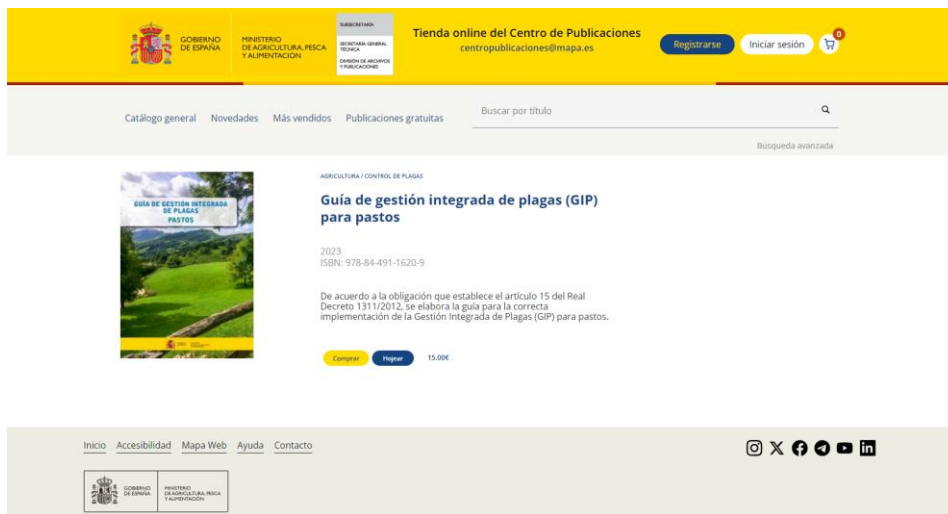 GOBIERNO
DE ESPAÑA
MINISTERIO
DE AGRICULTURA, PESCA
Y ALIMENTACIÓN
SUBSECRETARÍA
SECRETARÍA GENERAL
TÉCNICA
DIVISIÓN DE ARCHIVOS
Y PUBLICACIONES
Tienda online del Centro de Publicaciones
centropublicaciones@mapa.es
Registrarse
Iniciar sesión
0
Catálogo general Novedades Más vendidos Publicaciones gratuitas
Buscar por título
Búsqueda avanzada
GUÍA DE GESTIÓN INTEGRADA
DE PLAGAS
PASTOS
AGRICULTURA / CONTROL DE PLAGAS
Guía de gestión integrada de plagas (GIP)
para pastos
2023
ISBN: 978-84-491-1620-9
De acuerdo a la obligación que establece el artículo 15 del Real
Decreto 1311/2012, se elabora la guía para la correcta
implementación de la Gestión Integrada de Plagas (GIP) para pastos.
Comprar Hojear 15.00€
Inicio Accesibilidad Mapa Web Ayuda Contacto
GOBIERNO
DE ESPAÑA
MINISTERIO
DE AGRICULTURA, PESCA
Y ALIMENTACIÓN